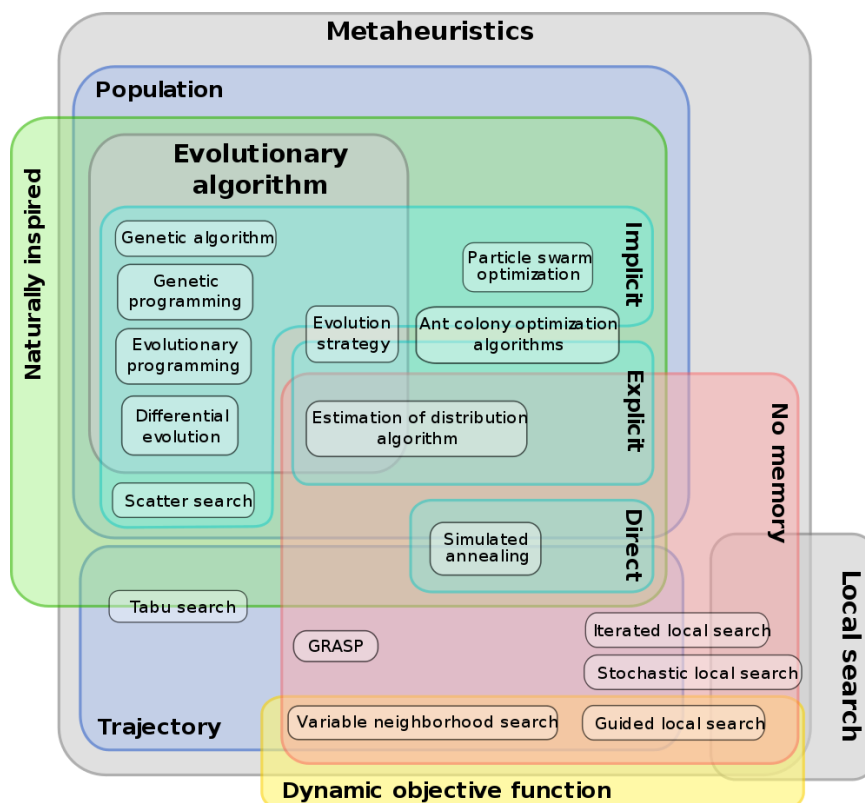 Metaheuristics
Population
Naturally inspired
Evolutionary
algorithm
Implicit
Genetic algorithm
Particle swarm
optimization
Genetic
programming
Evolution
strategy
Ant colony optimization
algorithms
Evolutionary
programming
Explicit
No memory
Differential
evolution
Estimation of distribution
algorithm
Scatter search
Direct
Simulated
annealing
Local search
Tabu search
GRASP
Iterated local search
Stochastic local search
Trajectory
Variable neighborhood search
Guided local search
Dynamic objective function